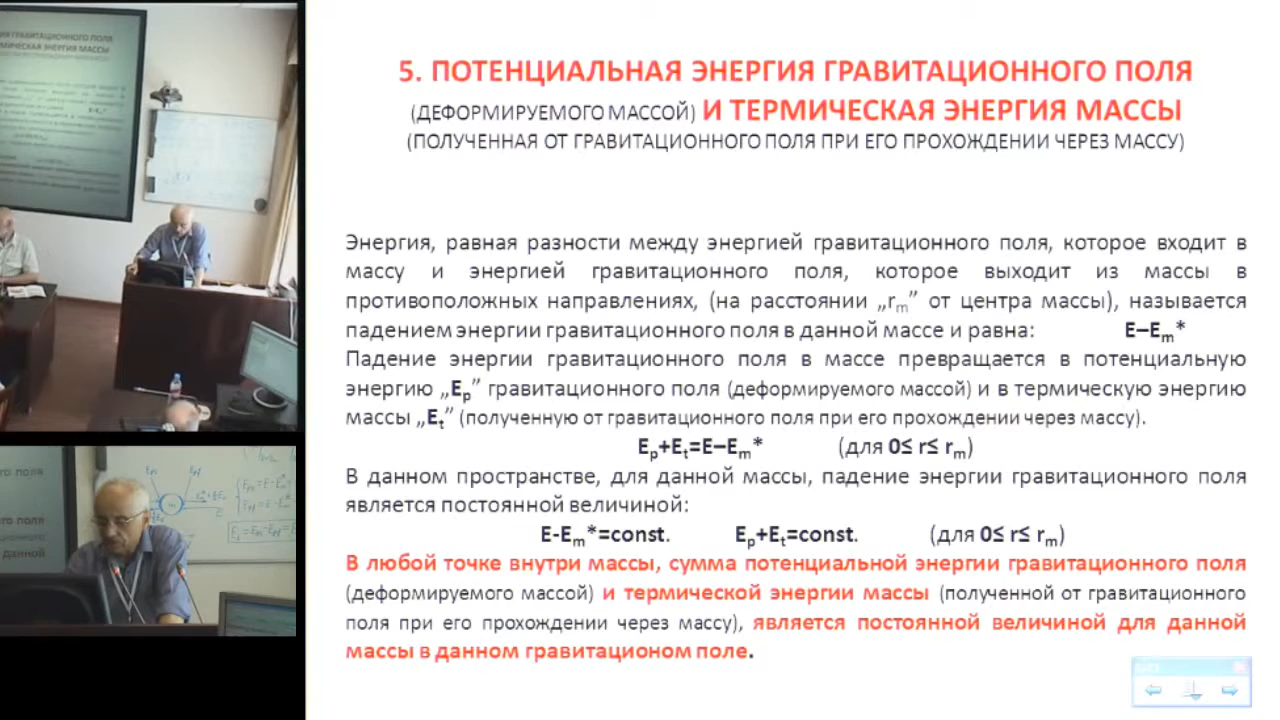 5. ПОТЕНЦИАЛЬНАЯ ЭНЕРГИЯ ГРАВИТАЦИОННОГО ПОЛЯ
(ДЕФОРМИРУЕМОГО МАССОЙ) И ТЕРМИЧЕСКАЯ ЭНЕРГИЯ МАССЫ
(ПОЛУЧЕННАЯ ОТ ГРАВИТАЦИОННОГО ПОЛЯ ПРИ ЕГО ПРОХОЖДЕНИИ ЧЕРЕЗ МАССУ)
Энергия, равная разности между энергией гравитационного поля, которое входит в
массу и энергией гравитационного поля, которое выходит из массы в
противоположных направлениях, (на расстоянии „rm” от центра массы), называется
падением энергии гравитационного поля в данной массе и равна: E–Em*
Падение энергии гравитационного поля в массе превращается в потенциальную
энергию „Ep” гравитационного поля (деформируемого массой) и в термическую энергию
массы „Et” (полученную от гравитационного поля при его прохождении через массу).
Ep+Et=E–Em* (для 0≤ r≤ rm)
В данном пространстве, для данной массы, падение энергии гравитационного поля
является постоянной величиной:
E-Em*=const. Ep+Et=const. (для 0≤ r≤ rm)
В любой точке внутри массы, сумма потенциальной энергии гравитационного поля
(деформируемого массой) и термической энергии массы (полученной от гравитационного
поля при его прохождении через массу), является постоянной величиной для данной
массы в данном гравитационом поле.